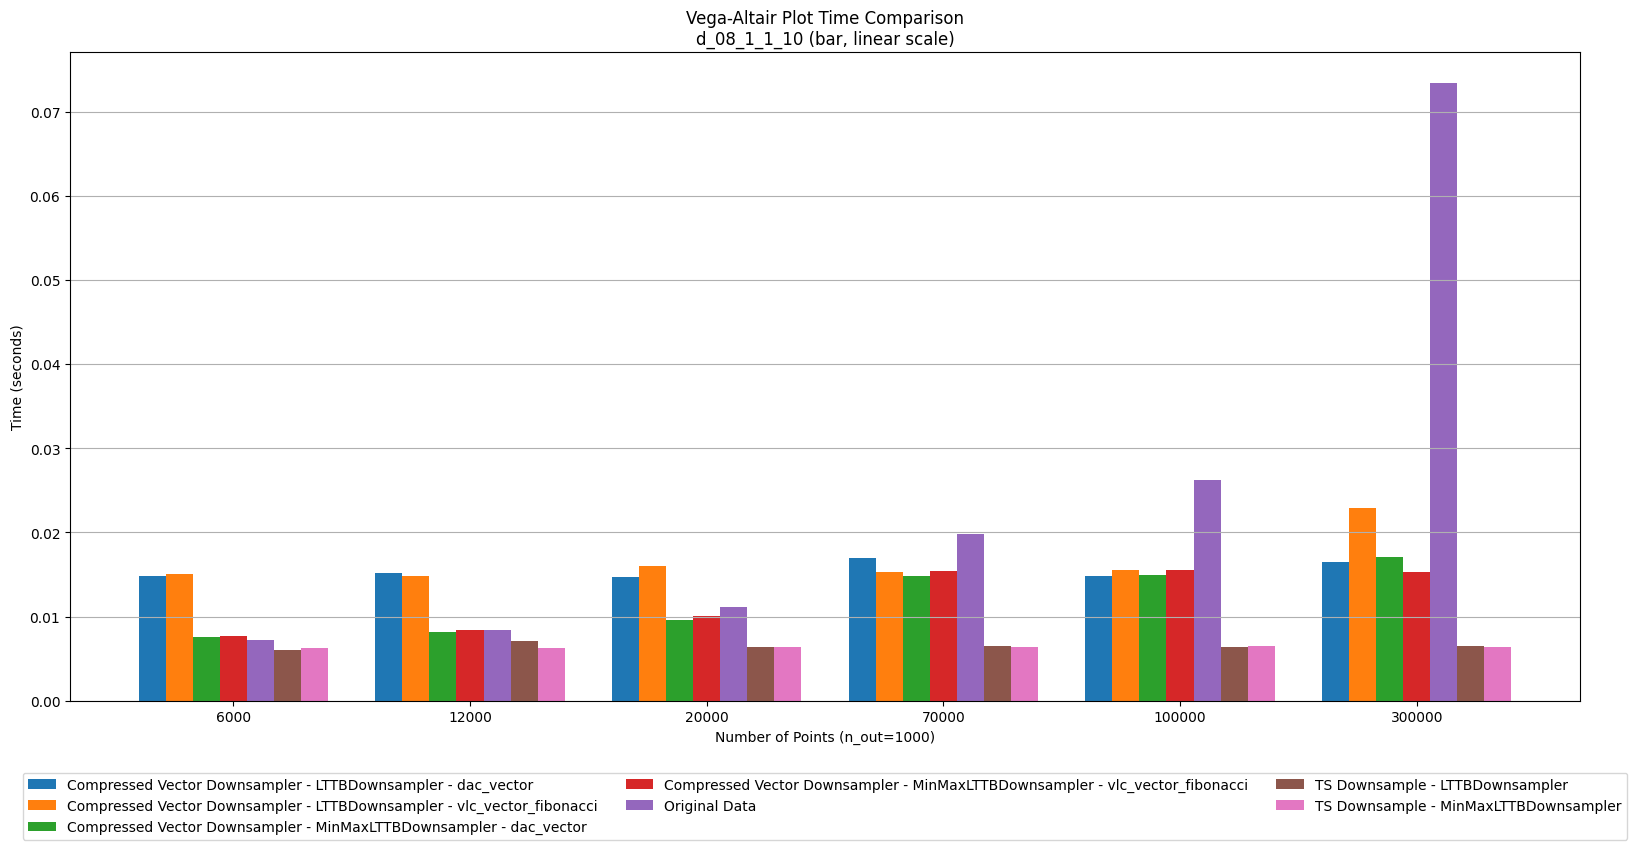 Vega-Altair Plot Time Comparison
d_08_1_1_10 (bar, linear scale)
Time (seconds)
0.07
0.06
0.05
0.04
0.03
0.02
0.01
0.00
6000
12000
20000
70000
100000
300000
Number of Points (n_out=1000)
Compressed Vector Downsampler - LTTBDownsampler - dac_vector
Compressed Vector Downsampler - LTTBDownsampler - vlc_vector_fibonacci
Compressed Vector Downsampler - MinMaxLTTBDownsampler - dac_vector
Compressed Vector Downsampler - MinMaxLTTBDownsampler - vlc_vector_fibonacci
Original Data
TS Downsample - LTTBDownsampler
TS Downsample - MinMaxLTTBDownsampler